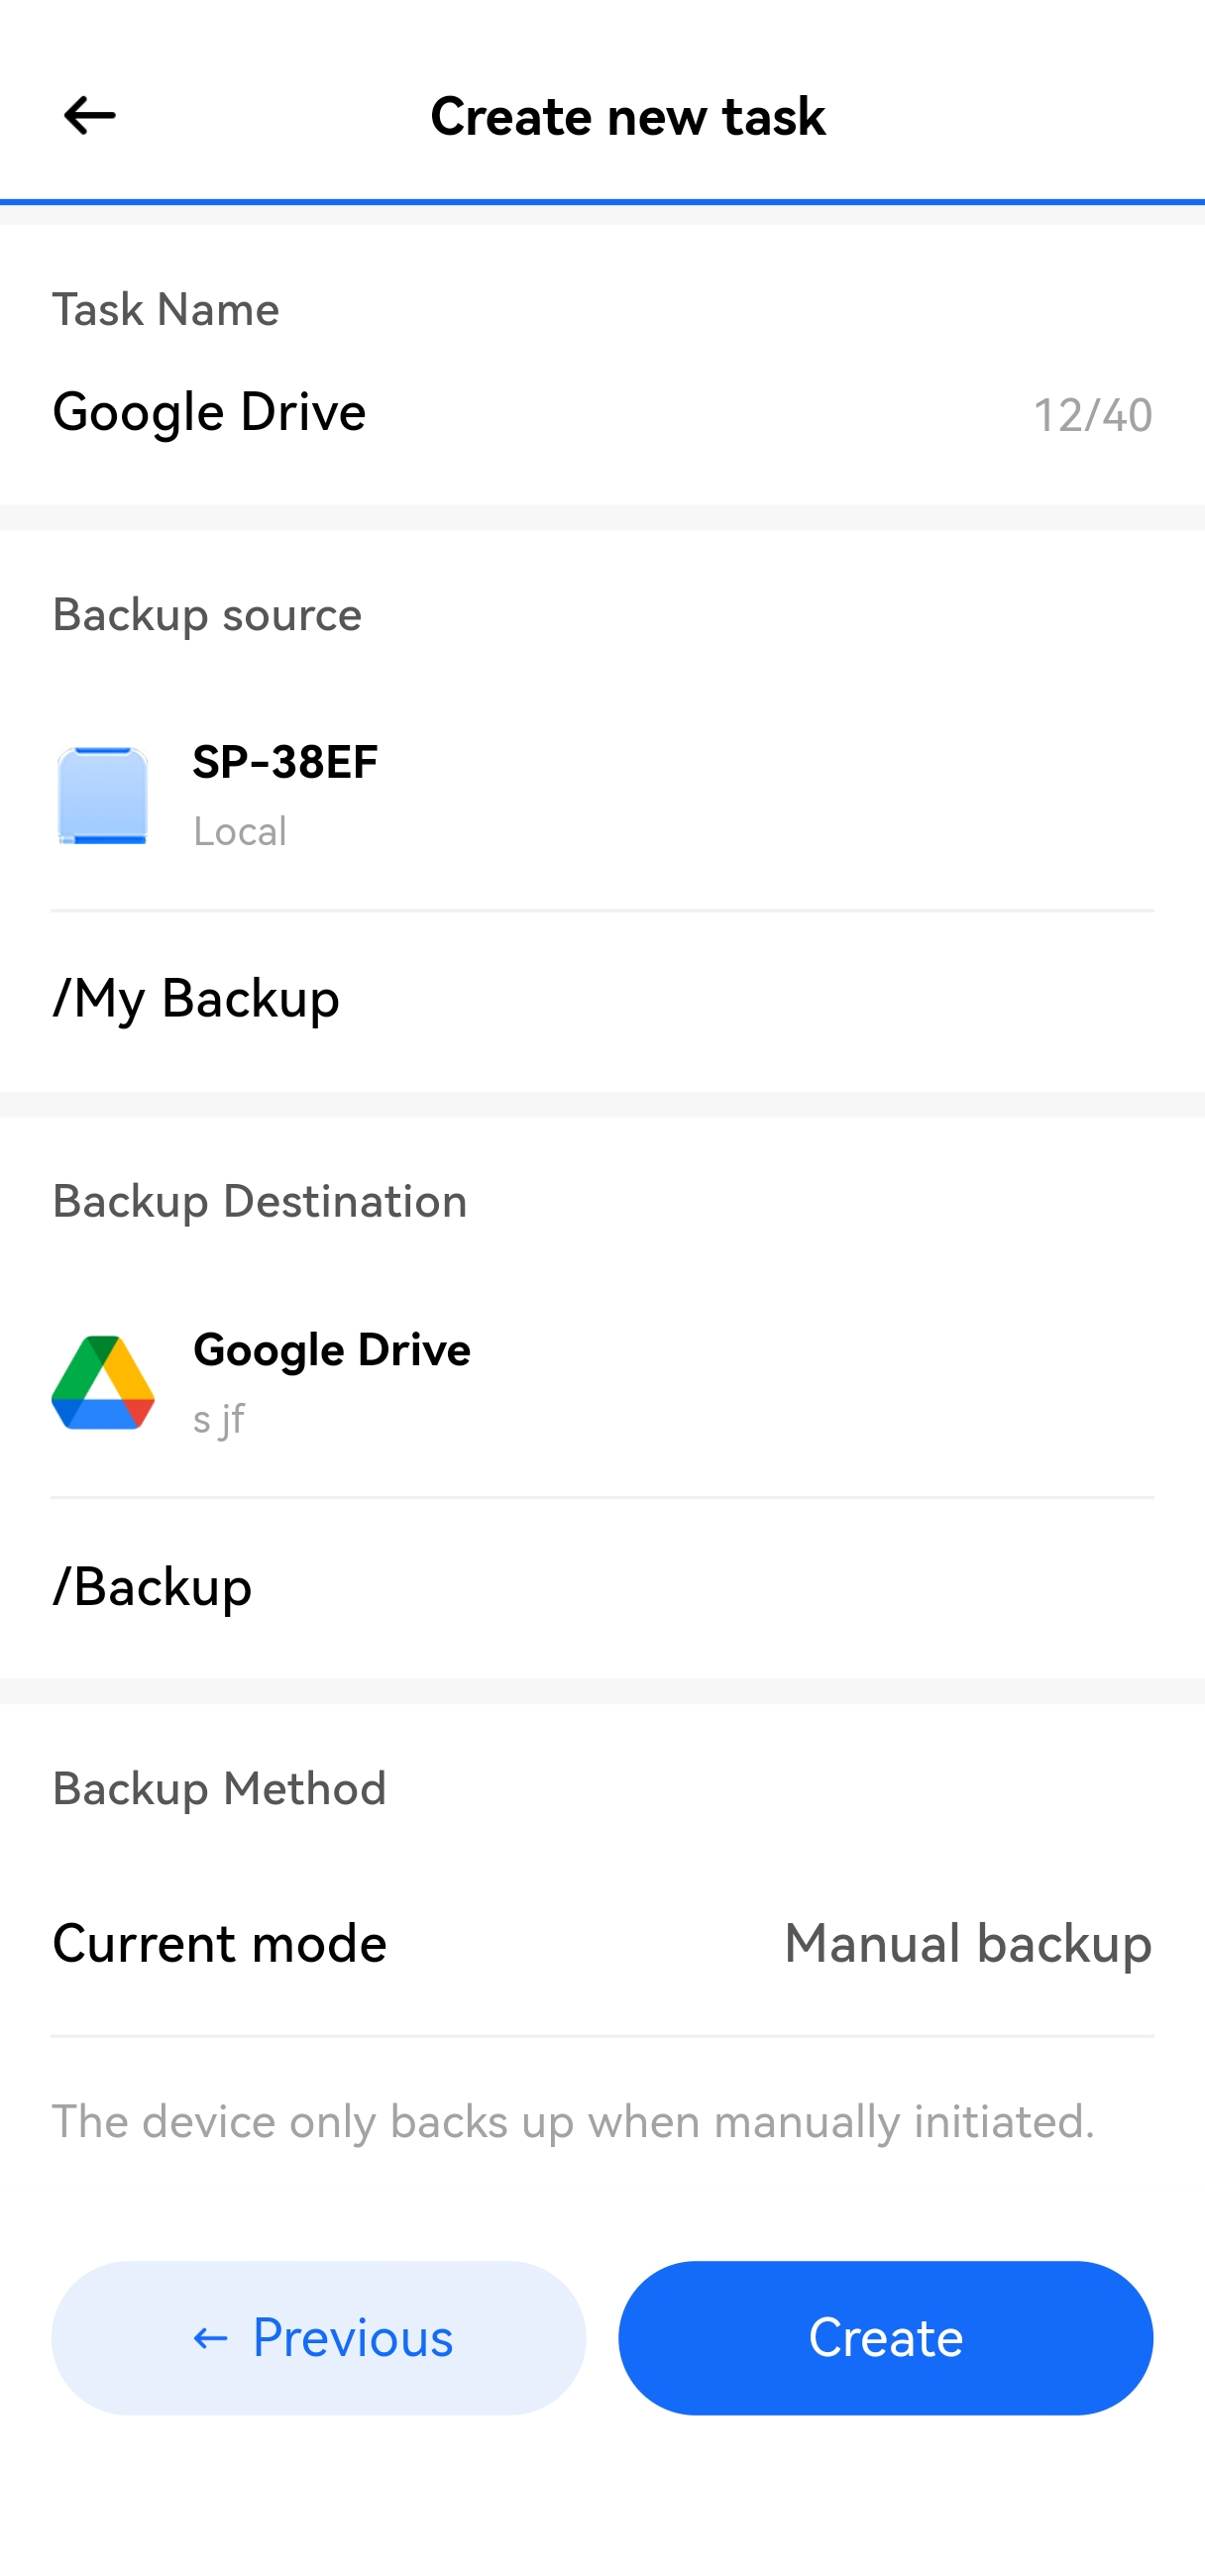 Create new task
Task Name
Google Drive 12/40
Backup source
SP-38EF
Local
/My Backup
Backup Destination
Google Drive
s jf
/Backup
Backup Method
Current mode Manual backup
The device only backs up when manually initiated.
← Previous Create